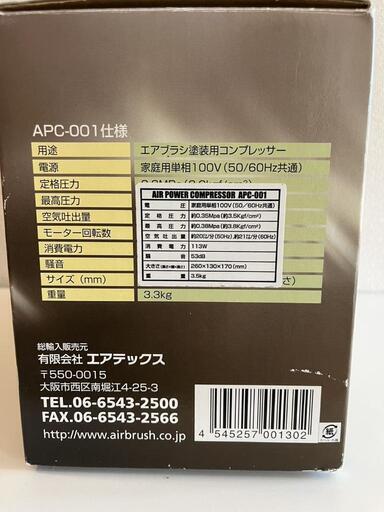 APC-001仕様
用途 エアブラシ塗装用コンプレッサー
電源 家庭用単相100V(50/60Hz共通)
定格圧力
最高圧力
空気吐出量
モーター回転数
消費電力
騒音
サイズ(mm)
重量 3.3kg
AIR POWER COMPRESSOR APC-001
電圧 家庭用単相100V(50/60Hz共通)
定格圧力 約0.35Mpa(約3.5Kgf/cm²)
最高圧力 約0.38Mpa(約3.8Kgf/cm²)
空気吐出量 約20ℓ/分(50Hz)、約21ℓ/分(60Hz)
消費電力 113W
騒音 53dB
大きさ 260×130×170(mm)
重量 3.5kg
総輸入販売元
有限会社 エアテックス
〒550-0015
大阪市西区南堀江4-25-3
TEL.06-6543-2500
FAX.06-6543-2566
http://www.airbrush.co.jp
4 545257 001302
紙